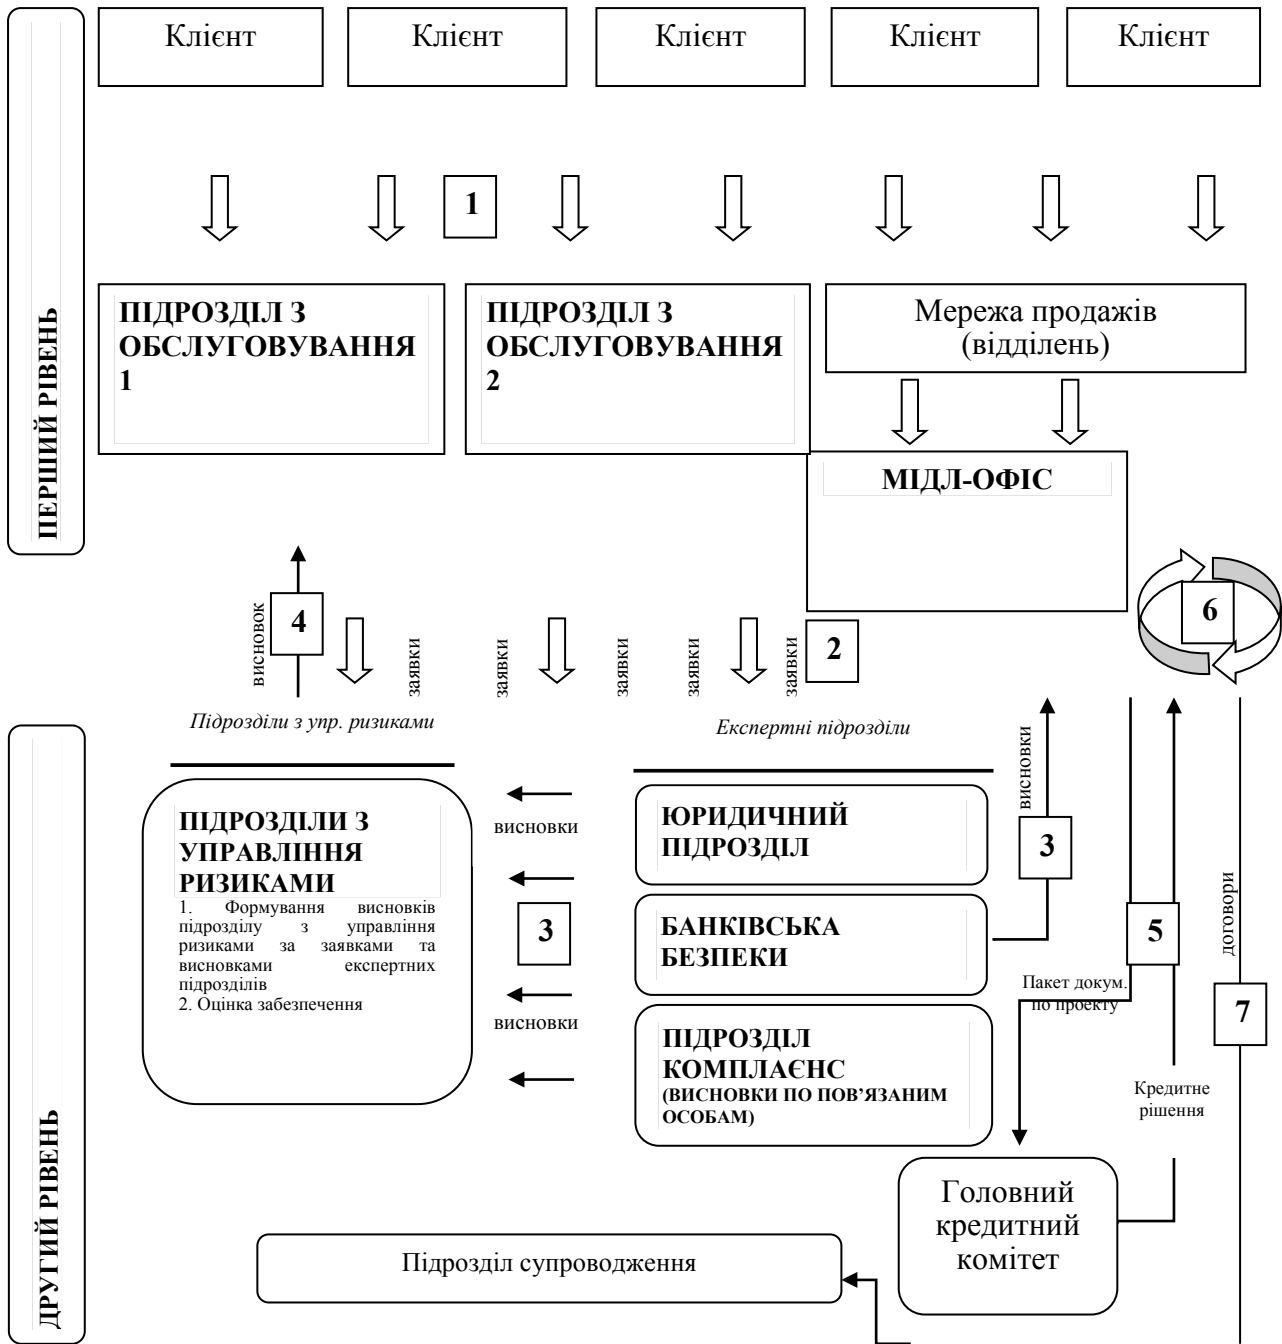 Клієнт
Клієнт
Клієнт
Клієнт
Клієнт
1
ПЕРШИЙ РІВЕНЬ
ПІДРОЗДІЛ З
ОБСЛУГОВУВАННЯ
1
ПІДРОЗДІЛ З
ОБСЛУГОВУВАННЯ
2
Мережа продажів
(відділень)
МІДЛ-ОФІС
висновок
4
заявки
заявки
заявки
заявки
заявки
2
6
Підрозділи з упр. ризиками
Експертні підрозділи
ДРУГИЙ РІВЕНЬ
ПІДРОЗДІЛИ З
УПРАВЛІННЯ
РИЗИКАМИ
1. Формування висновків
підрозділу з управління
ризиками за заявками та
висновками експертних
підрозділів
2. Оцінка забезпечення
висновки
3
висновки
ЮРИДИЧНИЙ
ПІДРОЗДІЛ
БАНКІВСЬКА
БЕЗПЕКИ
ПІДРОЗДІЛ
КОМПЛАЄНС
(ВИСНОВКИ ПО ПОВ’ЯЗАНИМ
ОСОБАМ)
висновки
3
5
Пакет докум.
по проекту
договори
7
Кредитне
рішення
Головний
кредитний
комітет
Підрозділ супроводження